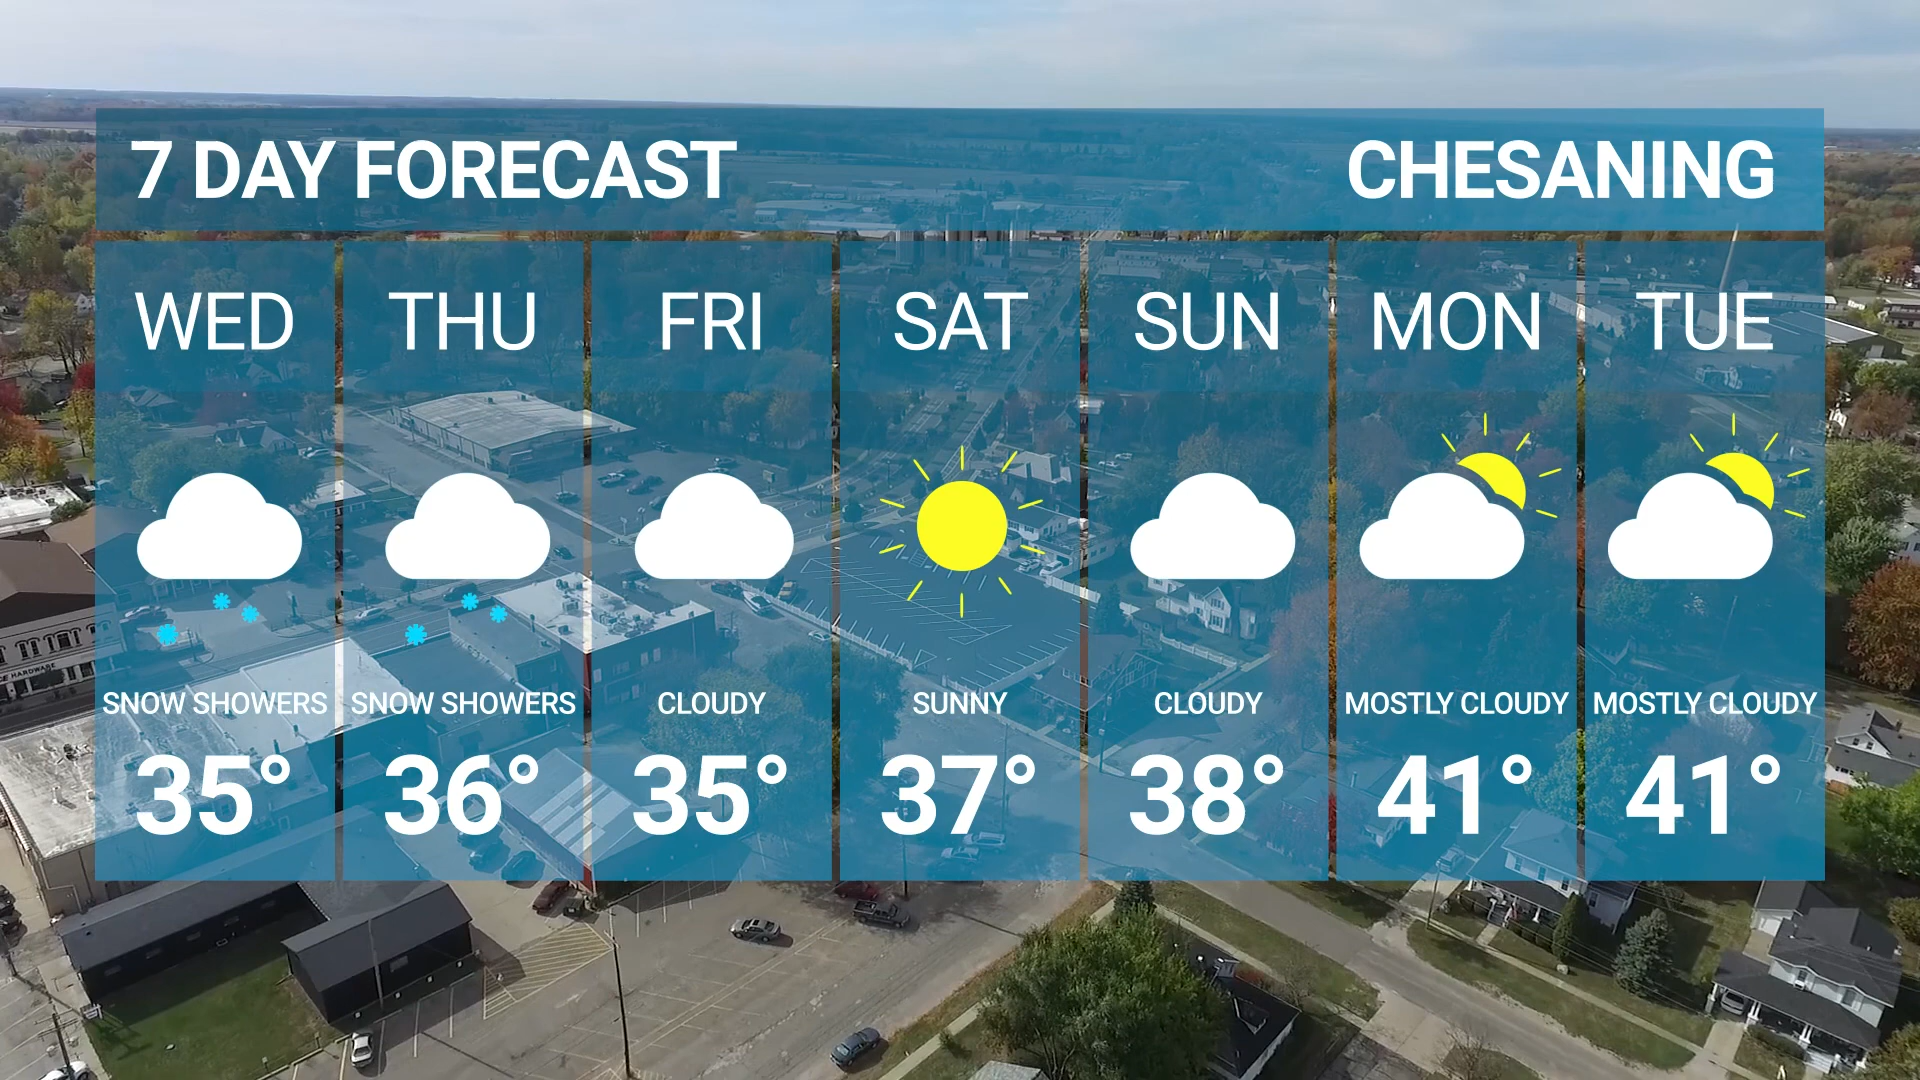 7 DAY FORECAST
CHESANING
WED
THU
FRI
SAT
SUN
MON
TUE
SNOW SHOWERS
SNOW SHOWERS
CLOUDY
SUNNY
CLOUDY
MOSTLY CLOUDY
MOSTLY CLOUDY
35°
36°
35°
37°
38°
41°
41°
HARDWARE